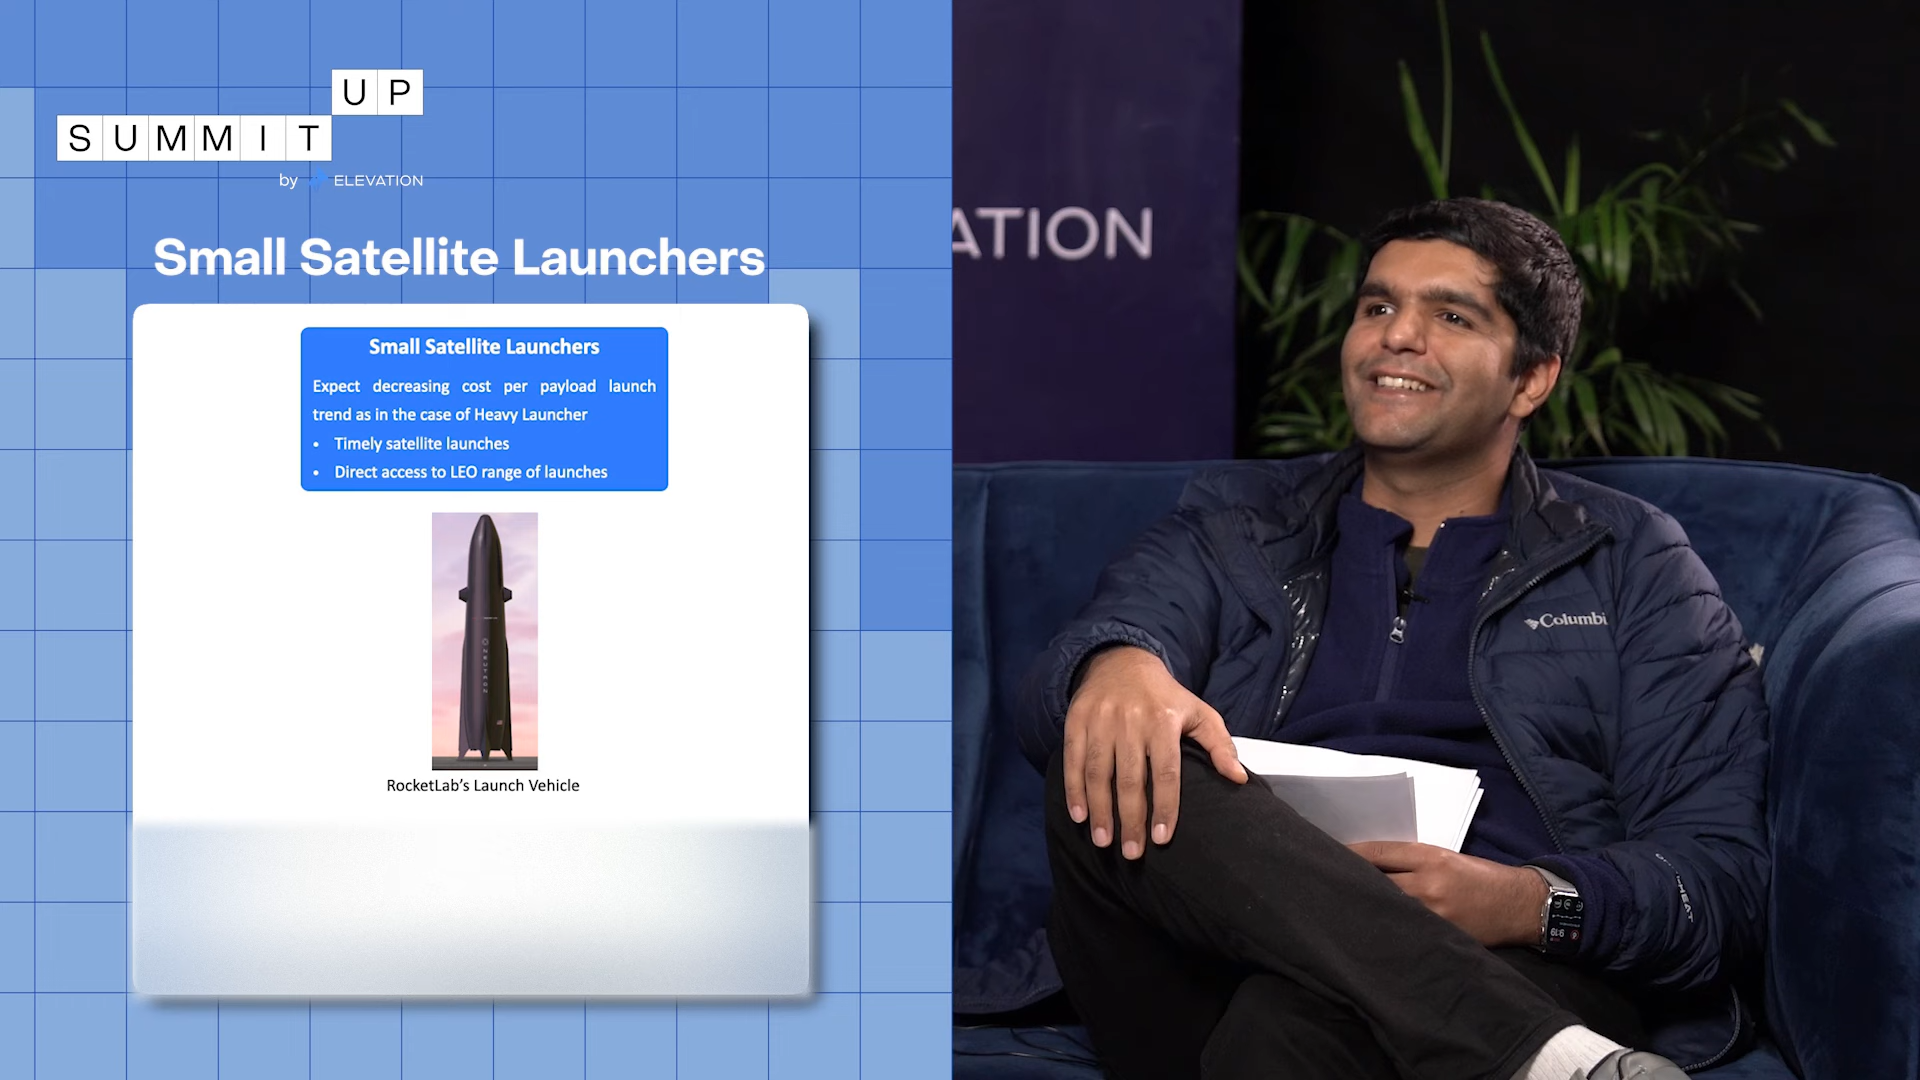 UP
SUMMIT
by ELEVATION
Small Satellite Launchers
Small Satellite Launchers
Expect decreasing cost per payload launch
trend as in the case of Heavy Launcher
• Timely satellite launches
• Direct access to LEO range of launches
RocketLab's Launch Vehicle
ATION
Columbi